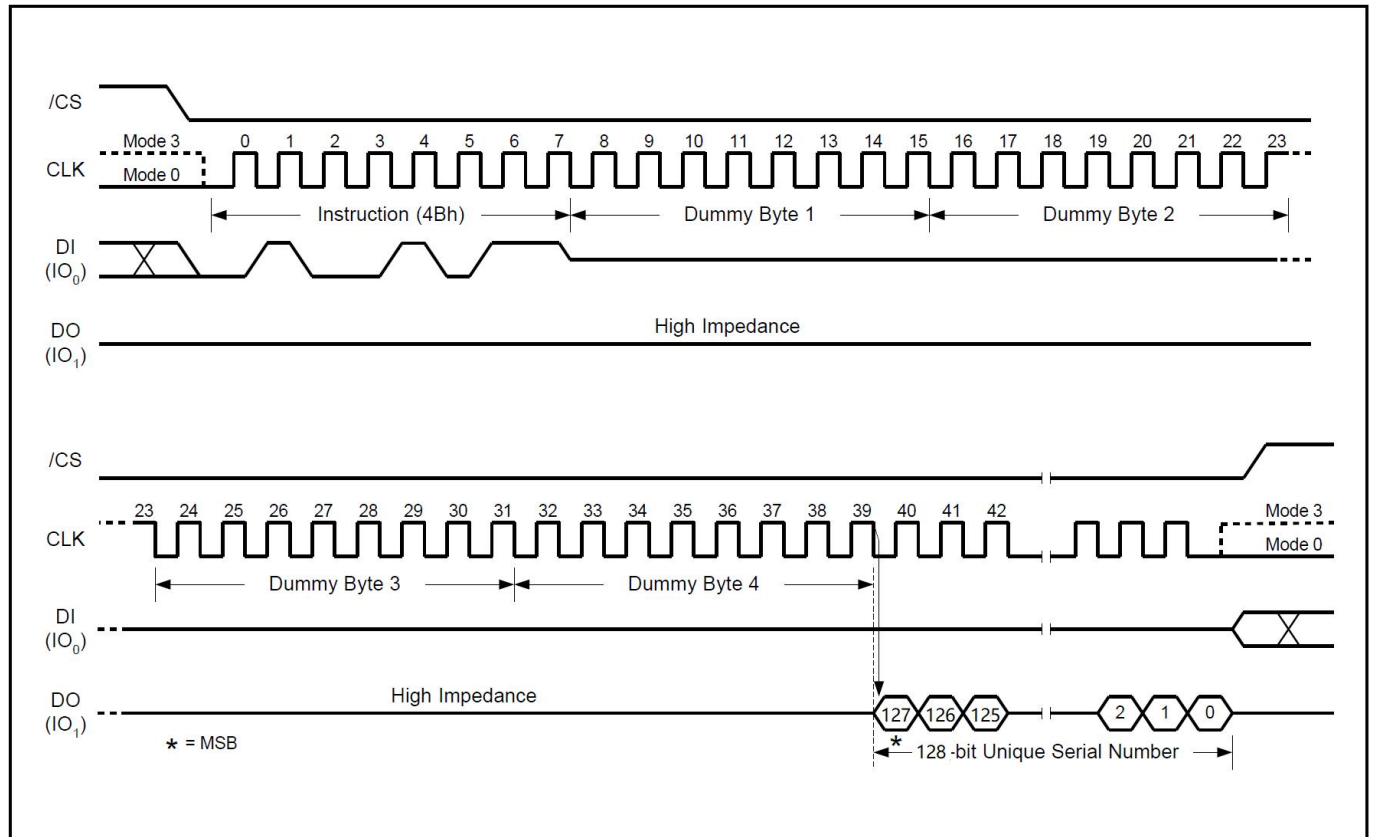 /CS
Mode 3 0 1 2 3 4 5 6 7 8 9 10 11 12 13 14 15 16 17 18 19 20 21 22 23
CLK
Mode 0
Instruction (4Bh) Dummy Byte 1 Dummy Byte 2
DI
(IO0)
High Impedance
DO
(IO1)
/CS
23 24 25 26 27 28 29 30 31 32 33 34 35 36 37 38 39 40 41 42 Mode 3
CLK
Mode 0
Dummy Byte 3 Dummy Byte 4
DI
(IO0)
High Impedance
DO
(IO1)
127 126 125 2 1 0
* = MSB
*
128 -bit Unique Serial Number